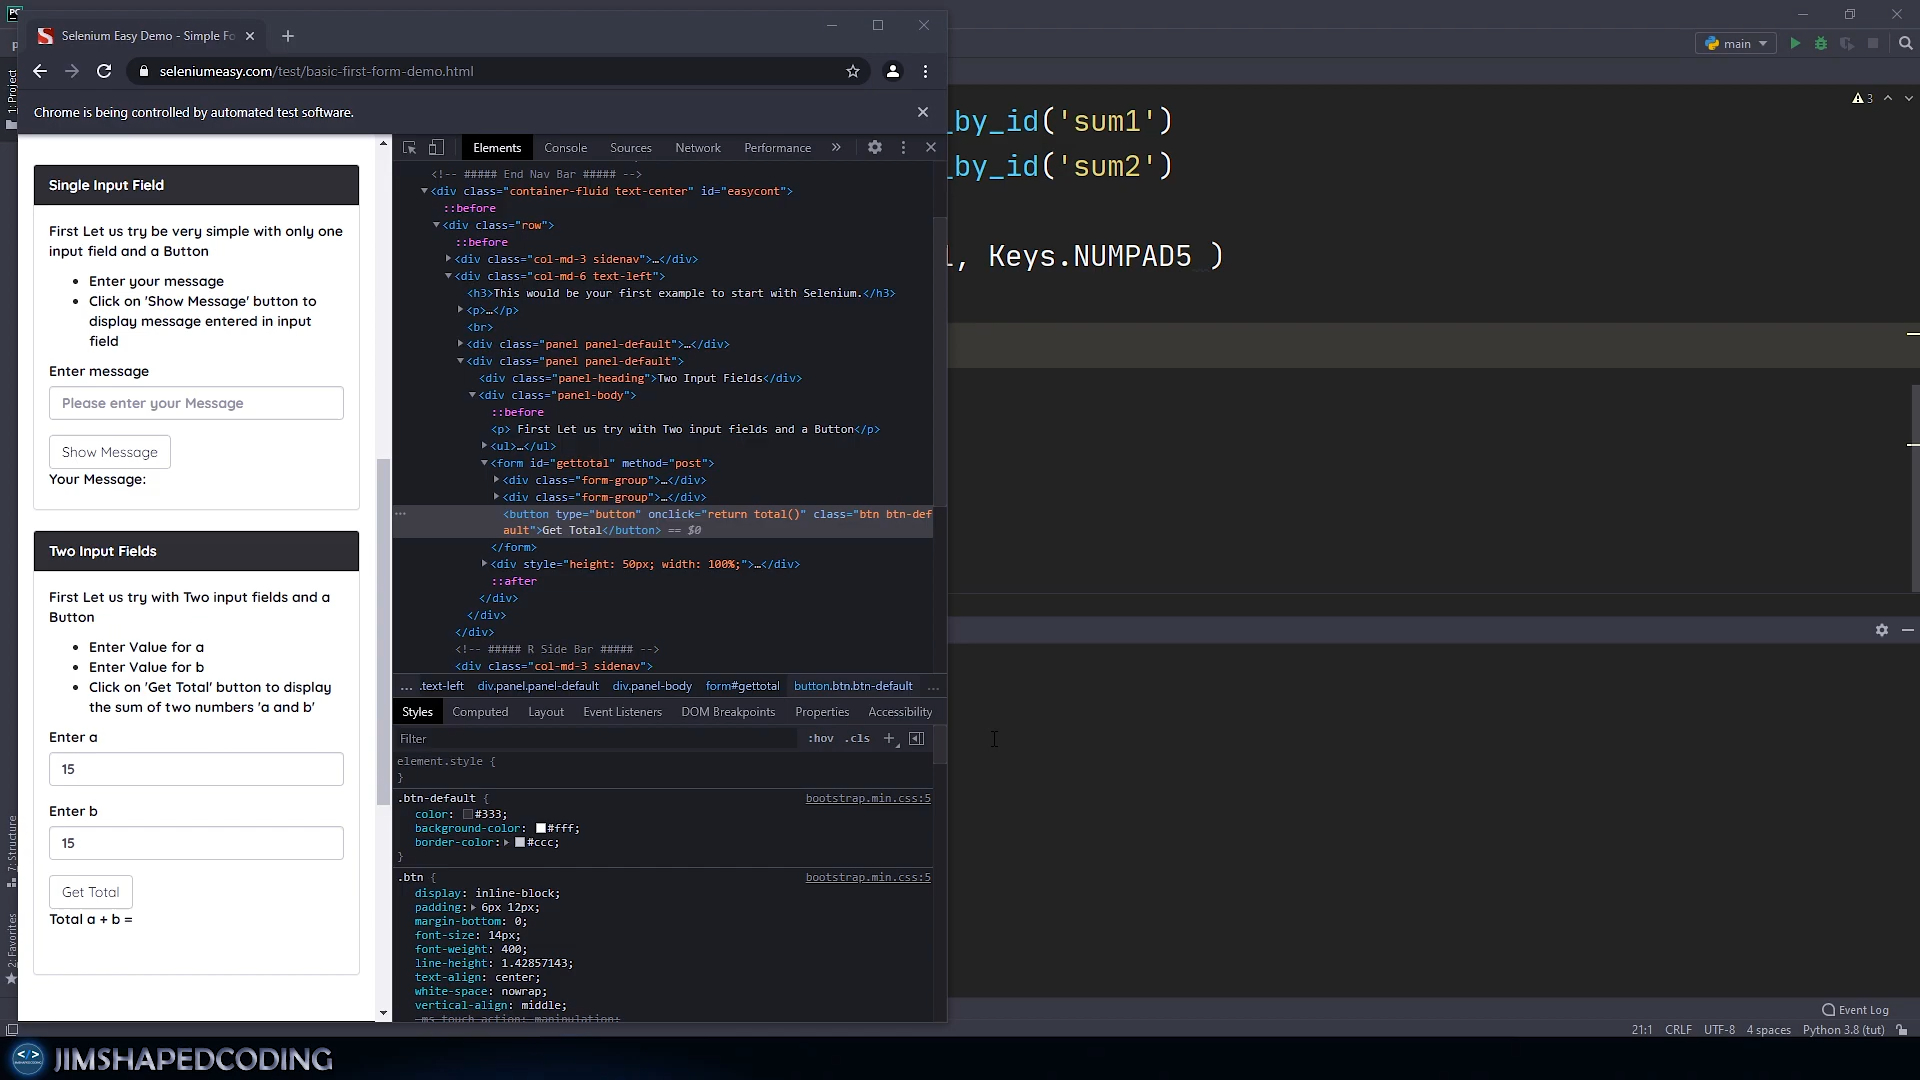 PC
Selenium Easy Demo - Simple Fo
seleniumeasy.com/test/basic-first-form-demo.html
Chrome is being controlled by automated test software.
main
1: Project
7: Structure
2: Favorites
Single Input Field
First Let us try be very simple with only one
input field and a Button
Enter your message
Click on 'Show Message' button to
display message entered in input
field
Enter message
Please enter your Message
Show Message
Your Message:
Two Input Fields
First Let us try with Two input fields and a
Button
Enter Value for a
Enter Value for b
Click on 'Get Total' button to display
the sum of two numbers 'a and b'
Enter a
15
Enter b
15
Get Total
Total a + b =
Elements Console Sources Network Performance »
<!-- ##### End Nav Bar ##### -->
<div class="container-fluid text-center" id="easycont">
::before
<div class="row">
::before
<div class="col-md-3 sidenav">…</div>
<div class="col-md-6 text-left">
<h3>This would be your first example to start with Selenium.</h3>
<p>…</p>
<br>
<div class="panel panel-default">…</div>
<div class="panel panel-default">
<div class="panel-heading">Two Input Fields</div>
<div class="panel-body">
::before
<p> First Let us try with Two input fields and a Button</p>
<ul>…</ul>
<form id="gettotal" method="post">
<div class="form-group">…</div>
<div class="form-group">…</div>
<button type="button" onclick="return total()" class="btn btn-def
ault">Get Total</button> == $0
</form>
<div style="height: 50px; width: 100%;">…</div>
::after
</div>
</div>
</div>
<!-- ##### R Side Bar ##### -->
<div class="col-md-3 sidenav">
... .text-left div.panel.panel-default div.panel-body form#gettotal button.btn.btn-default ...
Styles Computed Layout Event Listeners DOM Breakpoints Properties Accessibility
Filter :hov .cls +
element.style {
}
.btn-default { bootstrap.min.css:5
color: #333;
background-color: #fff;
border-color: #ccc;
}
.btn { bootstrap.min.css:5
display: inline-block;
padding: 6px 12px;
margin-bottom: 0;
font-size: 14px;
font-weight: 400;
line-height: 1.42857143;
text-align: center;
white-space: nowrap;
vertical-align: middle;
-ms-touch-action: manipulation;
3
_by_id('sum1')
_by_id('sum2')
, Keys.NUMPAD5 )
Event Log
21:1 CRLF UTF-8 4 spaces Python 3.8 (tut)
JIMSHAPEDCODING